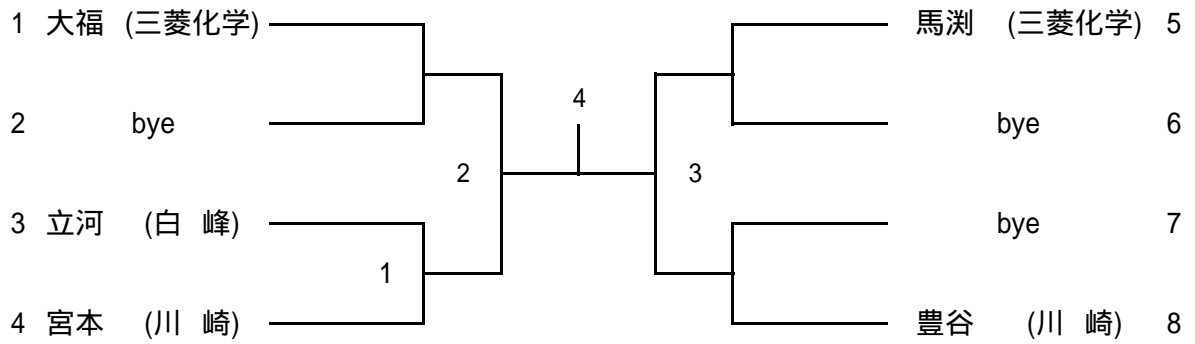 1 大福 (三菱化学) 馬渕 (三菱化学) 5
4
2 bye bye 6
2 3
3 立河 (白 峰) bye 7
1
4 宮本 (川 崎) 豊谷 (川 崎) 8